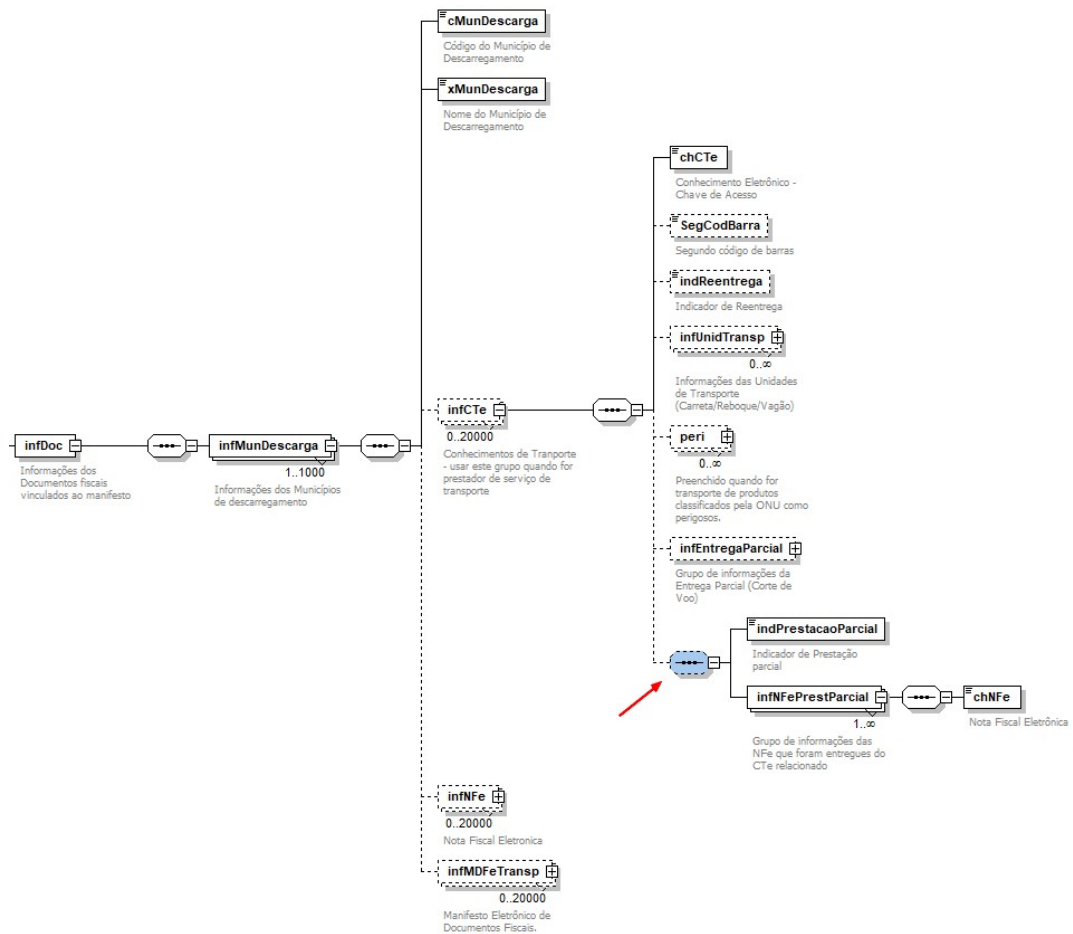 cMunDescarga
Código do Município de
Descarregamento
xMunDescarga
Nome do Município de
Descarregamento
chCTe
Conhecimento Eletrônico -
Chave de Acesso
SegCodBarra
Segundo código de barras
indReentrega
Indicador de Reentrega
infUnidTransp
0..∞
Informações das Unidades
de Transporte
(Carreta/Reboque/Vagão)
infCTe
0..20000
Conhecimentos de Tranporte
- usar este grupo quando for
prestador de serviço de
transporte
infDoc
Informações dos
Documentos fiscais
vinculados ao manifesto
infMunDescarga
1..1000
Informações dos Municípios
de descarregamento
peri
0..∞
Preenchido quando for
transporte de produtos
classificados pela ONU como
perigosos.
infEntregaParcial
Grupo de informações da
Entrega Parcial (Corte de
Voo)
indPrestacaoParcial
Indicador de Prestação
parcial
infNFePrestParcial
1..∞
Grupo de informações das
NFe que foram entregues do
CTe relacionado
chNFe
Nota Fiscal Eletrônica
infNFe
0..20000
Nota Fiscal Eletronica
infMDFeTransp
0..20000
Manifesto Eletrônico de
Documentos Fiscais.